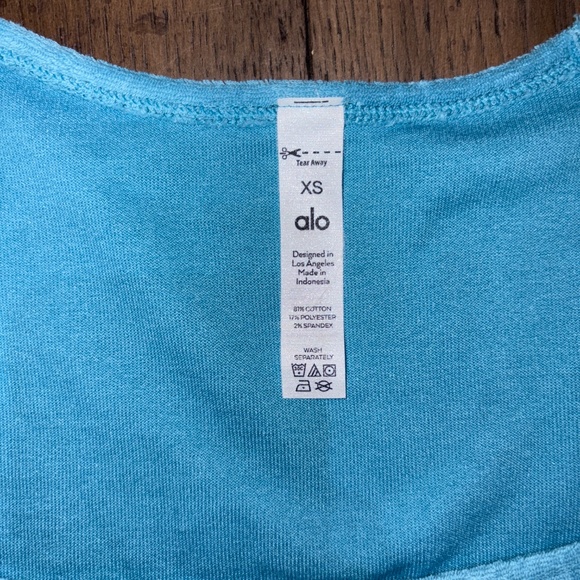 Tear Away
XS
alo
Designed in
Los Angeles
Made in
Indonesia
81% COTTON
17% POLYESTER
2% SPANDEX
WASH
SEPARATELY